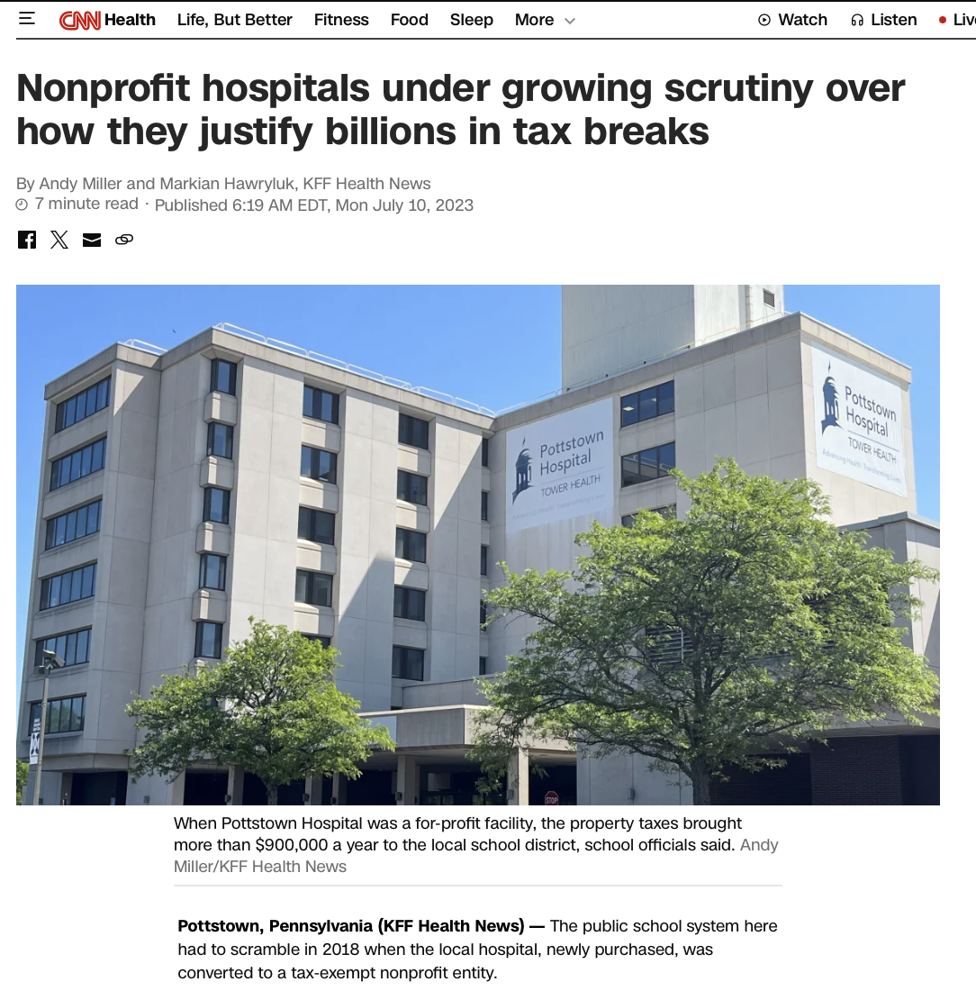 CNN Health Life, But Better Fitness Food Sleep More Watch Listen Live
Nonprofit hospitals under growing scrutiny over
how they justify billions in tax breaks
By Andy Miller and Markian Hawryluk, KFF Health News
7 minute read · Published 6:19 AM EDT, Mon July 10, 2023
Pottstown
Hospital
TOWER HEALTH
Advancing Health. Transforming Lives.
Pottstown
Hospital
TOWER HEALTH
Advancing Health. Transforming Lives.
STOP
When Pottstown Hospital was a for-profit facility, the property taxes brought
more than $900,000 a year to the local school district, school officials said. Andy
Miller/KFF Health News
Pottstown, Pennsylvania (KFF Health News) — The public school system here
had to scramble in 2018 when the local hospital, newly purchased, was
converted to a tax-exempt nonprofit entity.